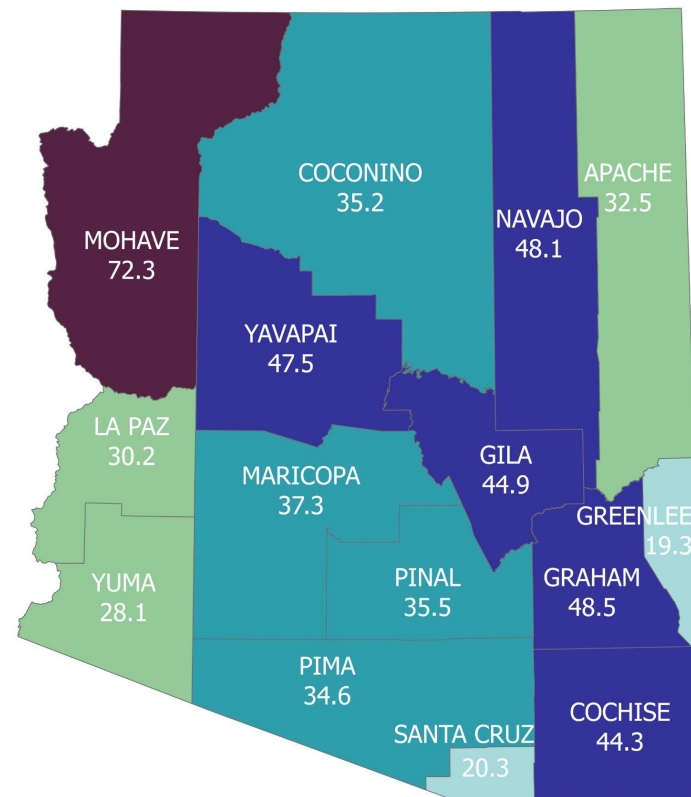 COCONINO
35.2
APACHE
32.5
NAVAJO
48.1
MOHAVE
72.3
YAVAPAI
47.5
LA PAZ
30.2
MARICOPA
37.3
GILA
44.9
GREENLEE
19.3
YUMA
28.1
PINAL
35.5
GRAHAM
48.5
PIMA
34.6
SANTA CRUZ
20.3
COCHISE
44.3